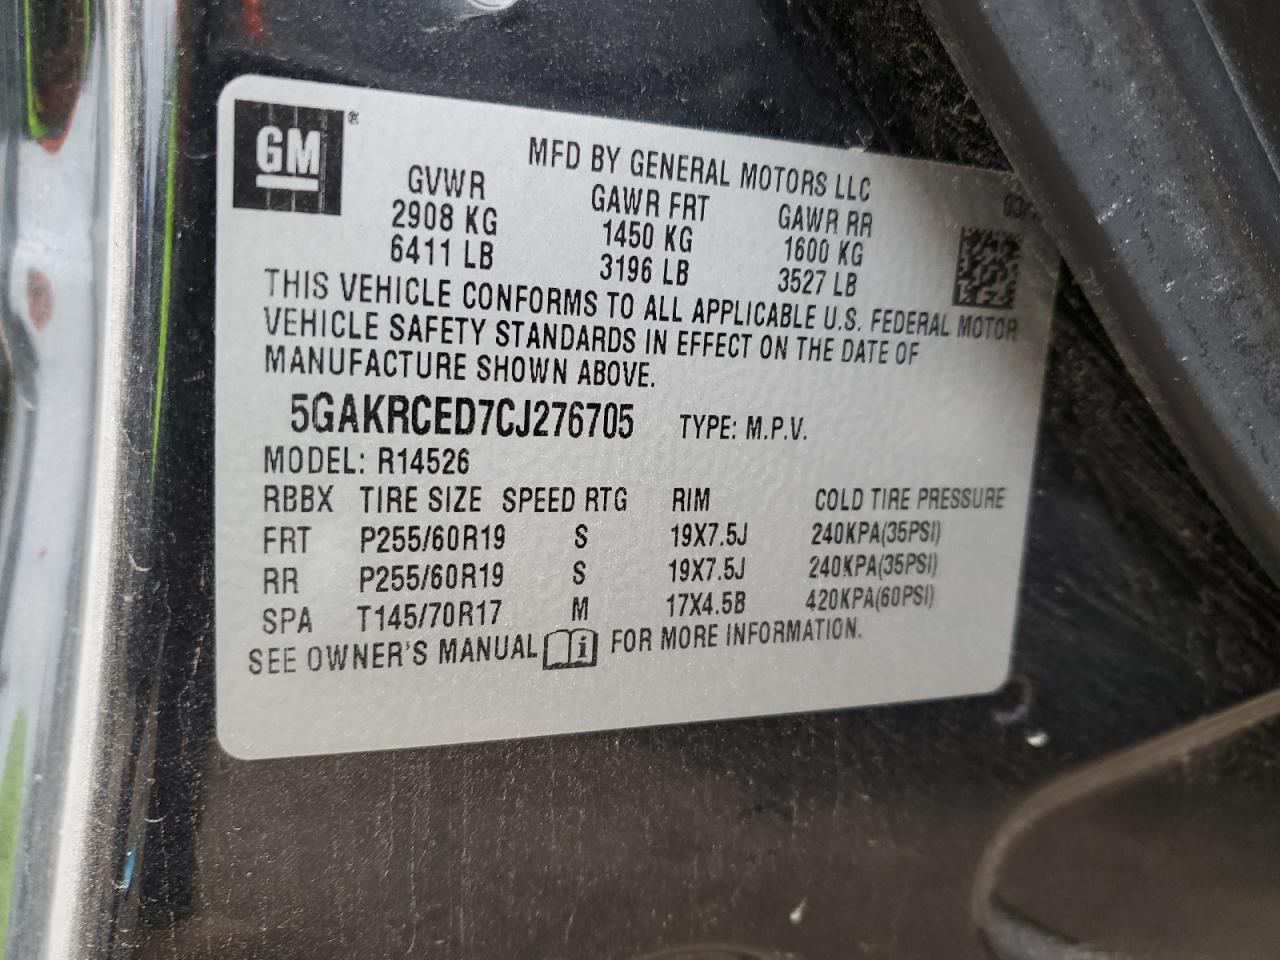 GM®
MFD BY GENERAL MOTORS LLC
GVWR GAWR FRT GAWR RR
2908 KG 1450 KG 1600 KG
6411 LB 3196 LB 3527 LB
THIS VEHICLE CONFORMS TO ALL APPLICABLE U.S. FEDERAL MOTOR
VEHICLE SAFETY STANDARDS IN EFFECT ON THE DATE OF
MANUFACTURE SHOWN ABOVE.
5GAKRCED7CJ276705 TYPE: M.P.V.
MODEL: R14526
RBBX TIRE SIZE SPEED RTG RIM COLD TIRE PRESSURE
FRT P255/60R19 S 19X7.5J 240KPA(35PSI)
RR P255/60R19 S 19X7.5J 240KPA(35PSI)
SPA T145/70R17 M 17X4.5B 420KPA(60PSI)
SEE OWNER'S MANUAL i FOR MORE INFORMATION.